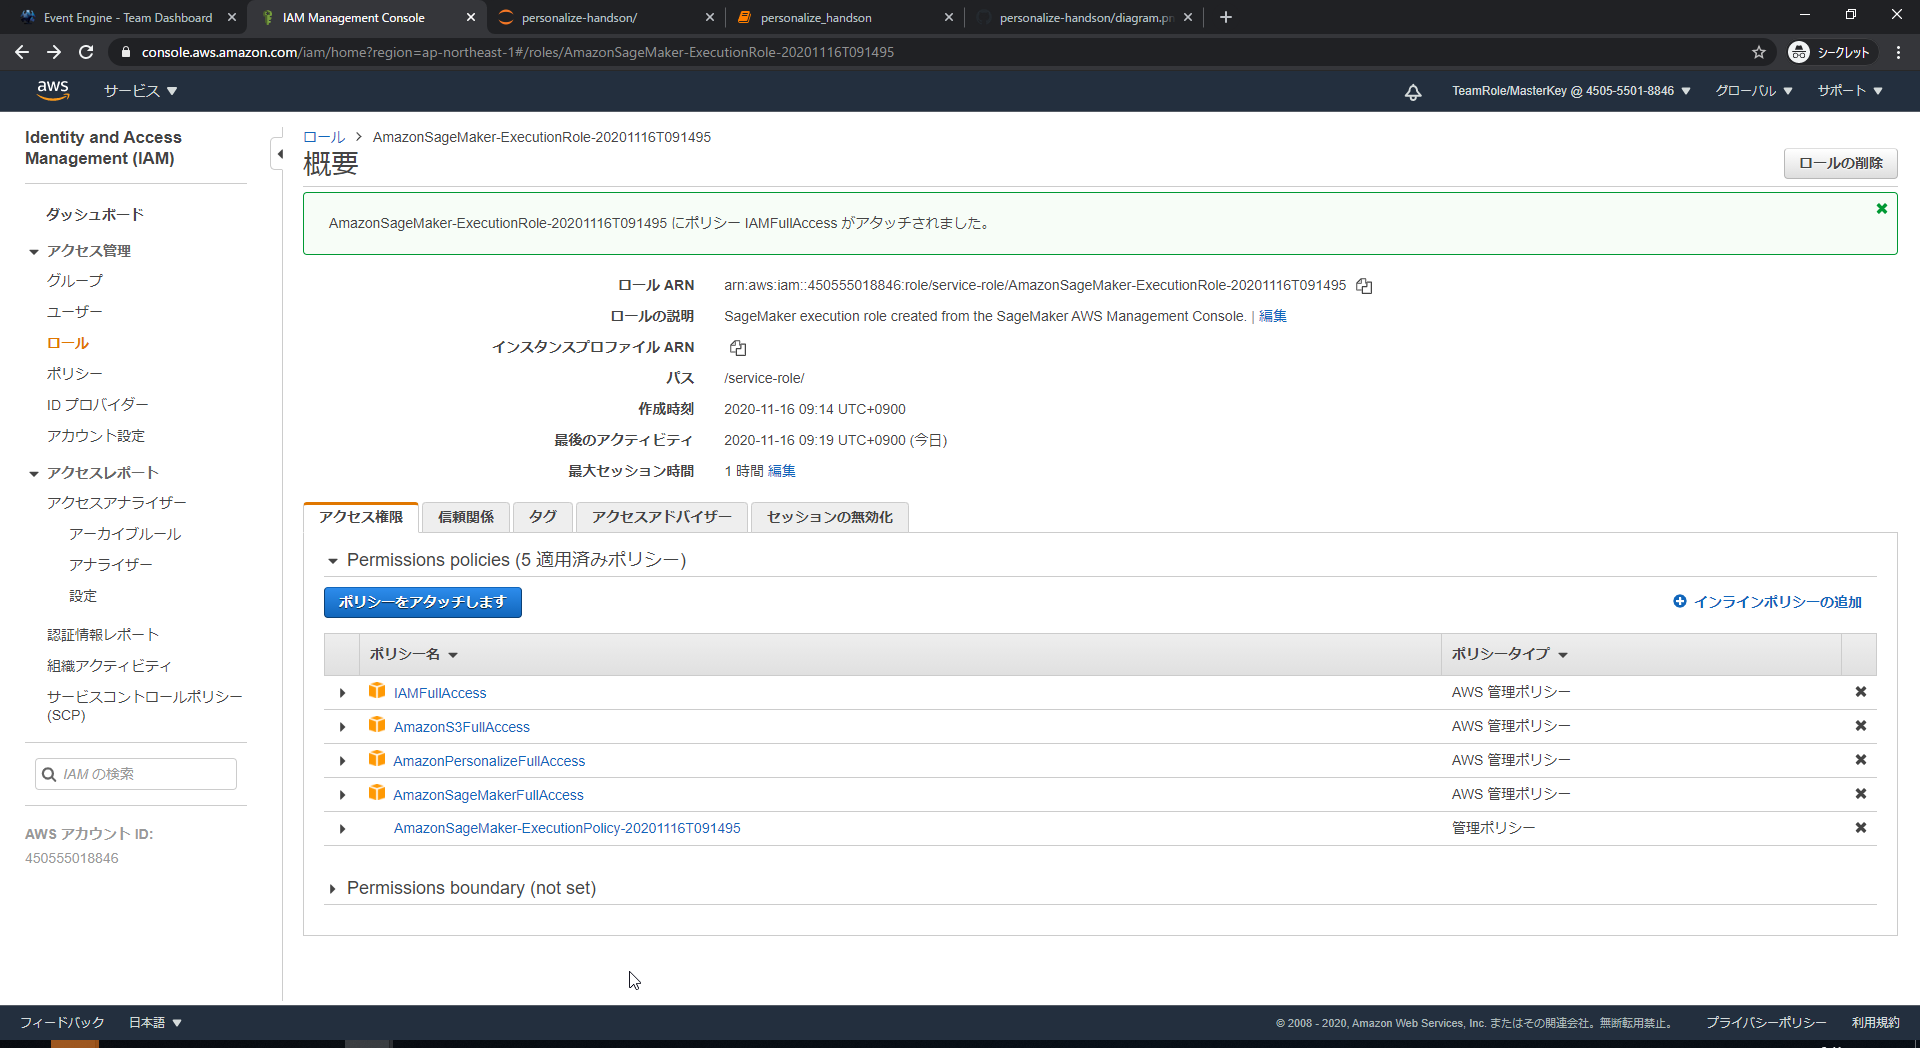 Event Engine - Team Dashboard
IAM Management Console
personalize-handson/
personalize_handson
personalize-handson/diagram.pn
console.aws.amazon.com/iam/home?region=ap-northeast-1#/roles/AmazonSageMaker-ExecutionRole-20201116T091495
シークレット
aws
サービス
TeamRole/MasterKey @ 4505-5501-8846
グローバル
サポート
Identity and Access
Management (IAM)
ダッシュボード
アクセス管理
グループ
ユーザー
ロール
ポリシー
ID プロバイダー
アカウント設定
アクセスレポート
アクセスアナライザー
アーカイブルール
アナライザー
設定
認証情報レポート
組織アクティビティ
サービスコントロールポリシー
(SCP)
IAM の検索
AWS アカウント ID:
450555018846
ロール > AmazonSageMaker-ExecutionRole-20201116T091495
概要
ロールの削除
AmazonSageMaker-ExecutionRole-20201116T091495 にポリシー IAMFullAccess がアタッチされました。
ロール ARN arn:aws:iam::450555018846:role/service-role/AmazonSageMaker-ExecutionRole-20201116T091495
ロールの説明 SageMaker execution role created from the SageMaker AWS Management Console. | 編集
インスタンスプロファイル ARN
パス /service-role/
作成時刻 2020-11-16 09:14 UTC+0900
最後のアクティビティ 2020-11-16 09:19 UTC+0900 (今日)
最大セッション時間 1 時間 編集
アクセス権限
信頼関係
タグ
アクセスアドバイザー
セッションの無効化
Permissions policies (5 適用済みポリシー)
ポリシーをアタッチします
インラインポリシーの追加
ポリシー名 ポリシータイプ
IAMFullAccess AWS 管理ポリシー
AmazonS3FullAccess AWS 管理ポリシー
AmazonPersonalizeFullAccess AWS 管理ポリシー
AmazonSageMakerFullAccess AWS 管理ポリシー
AmazonSageMaker-ExecutionPolicy-20201116T091495 管理ポリシー
Permissions boundary (not set)
フィードバック
日本語
© 2008 - 2020, Amazon Web Services, Inc. またはその関連会社。無断転用禁止。
プライバシーポリシー
利用規約